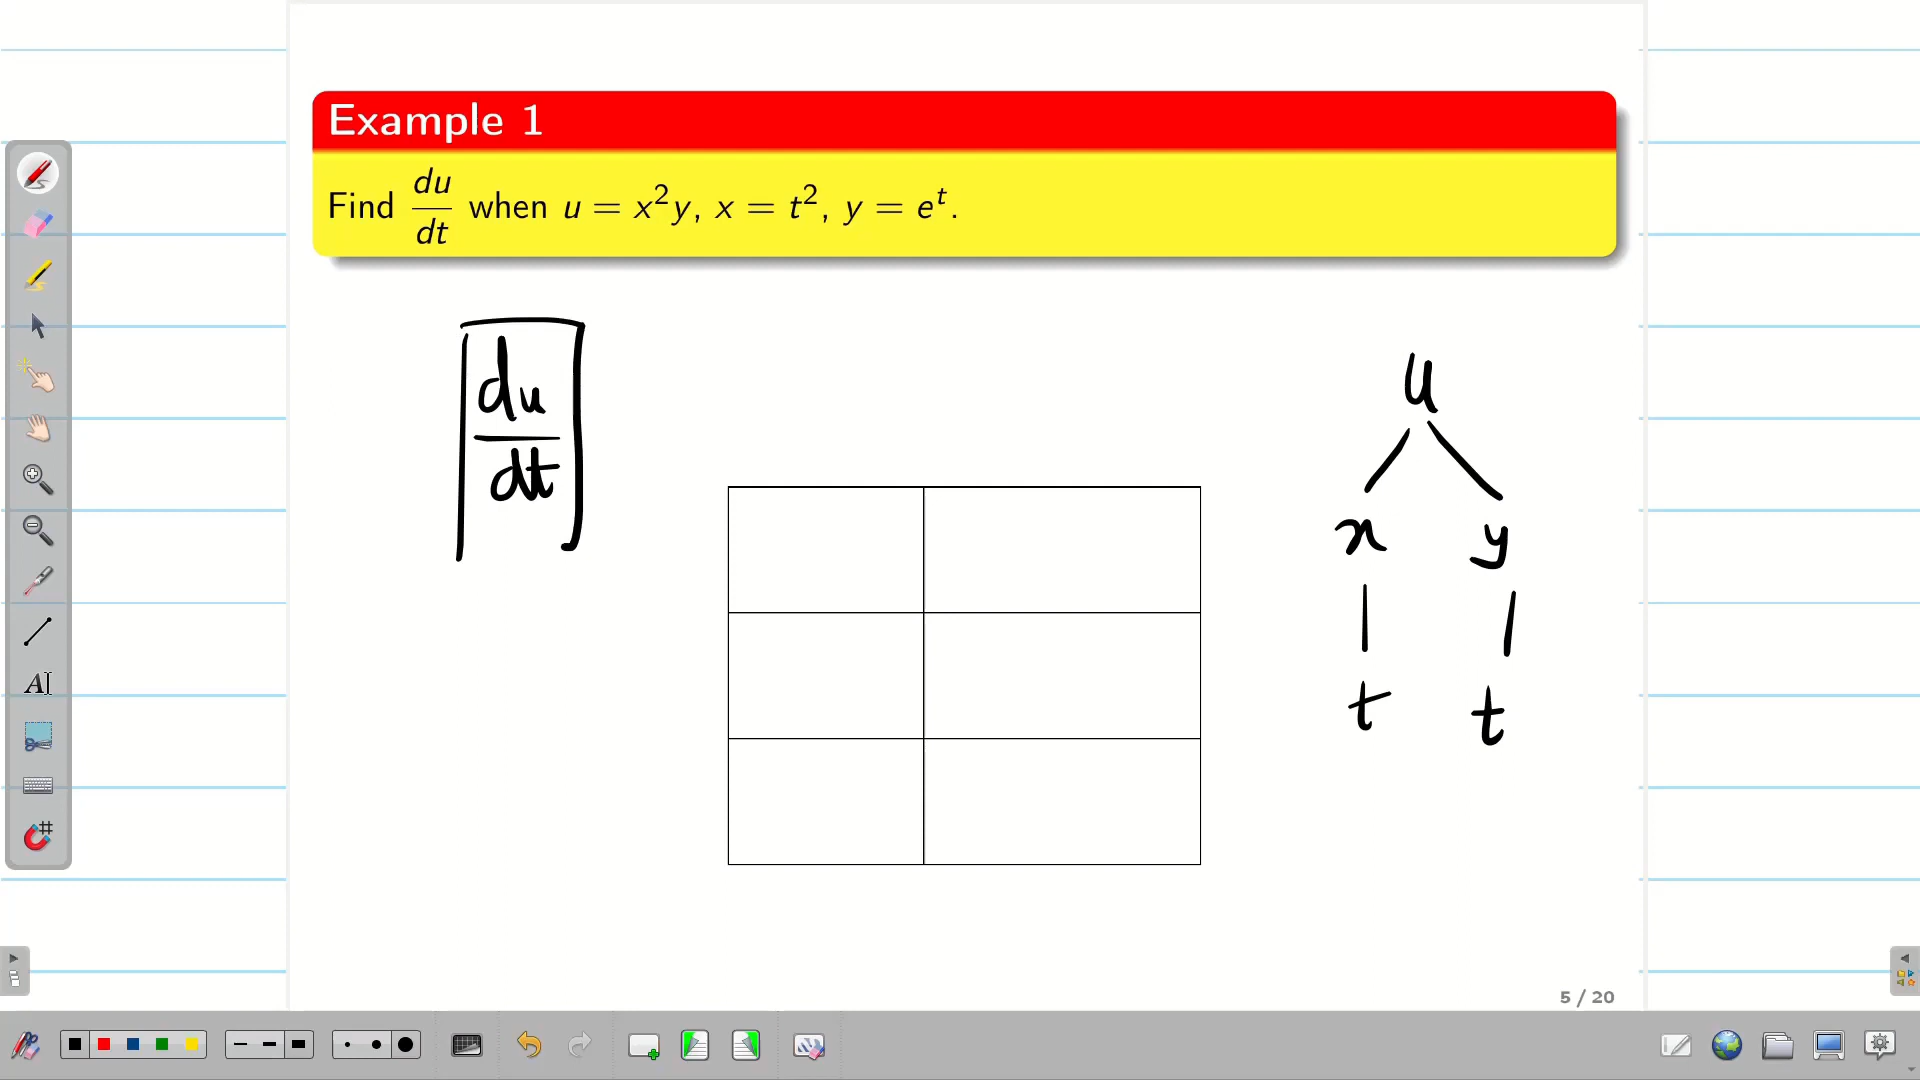 Example 1
Find du/dt when u = x²y, x = t², y = eᵗ.
du
dt
u
x y
t t
5 / 20